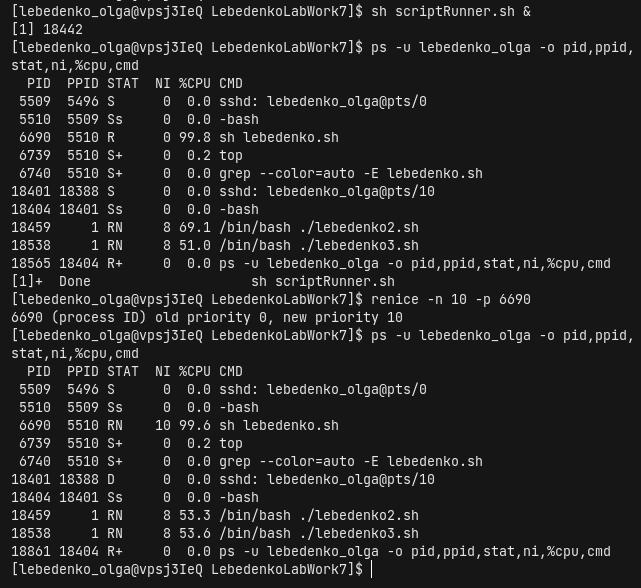 [lebedenko_olga@vpsj3IeQ LebedenkoLabWork7]$ sh scriptRunner.sh &
[1] 18442
[lebedenko_olga@vpsj3IeQ LebedenkoLabWork7]$ ps -u lebedenko_olga -o pid,ppid,
stat,ni,%cpu,cmd
  PID  PPID STAT  NI %CPU CMD
 5509  5496 S      0  0.0 sshd: lebedenko_olga@pts/0
 5510  5509 Ss     0  0.0 -bash
 6690  5510 R      0 99.8 sh lebedenko.sh
 6739  5510 S+     0  0.2 top
 6740  5510 S+     0  0.0 grep --color=auto -E lebedenko.sh
18401 18388 S      0  0.0 sshd: lebedenko_olga@pts/10
18404 18401 Ss     0  0.0 -bash
18459     1 RN     8 69.1 /bin/bash ./lebedenko2.sh
18538     1 RN     8 51.0 /bin/bash ./lebedenko3.sh
18565 18404 R+     0  0.0 ps -u lebedenko_olga -o pid,ppid,stat,ni,%cpu,cmd
[1]+  Done                    sh scriptRunner.sh
[lebedenko_olga@vpsj3IeQ LebedenkoLabWork7]$ renice -n 10 -p 6690
6690 (process ID) old priority 0, new priority 10
[lebedenko_olga@vpsj3IeQ LebedenkoLabWork7]$ ps -u lebedenko_olga -o pid,ppid,
stat,ni,%cpu,cmd
  PID  PPID STAT  NI %CPU CMD
 5509  5496 S      0  0.0 sshd: lebedenko_olga@pts/0
 5510  5509 Ss     0  0.0 -bash
 6690  5510 RN    10 99.6 sh lebedenko.sh
 6739  5510 S+     0  0.2 top
 6740  5510 S+     0  0.0 grep --color=auto -E lebedenko.sh
18401 18388 D      0  0.0 sshd: lebedenko_olga@pts/10
18404 18401 Ss     0  0.0 -bash
18459     1 RN     8 53.3 /bin/bash ./lebedenko2.sh
18538     1 RN     8 53.6 /bin/bash ./lebedenko3.sh
18861 18404 R+     0  0.0 ps -u lebedenko_olga -o pid,ppid,stat,ni,%cpu,cmd
[lebedenko_olga@vpsj3IeQ LebedenkoLabWork7]$